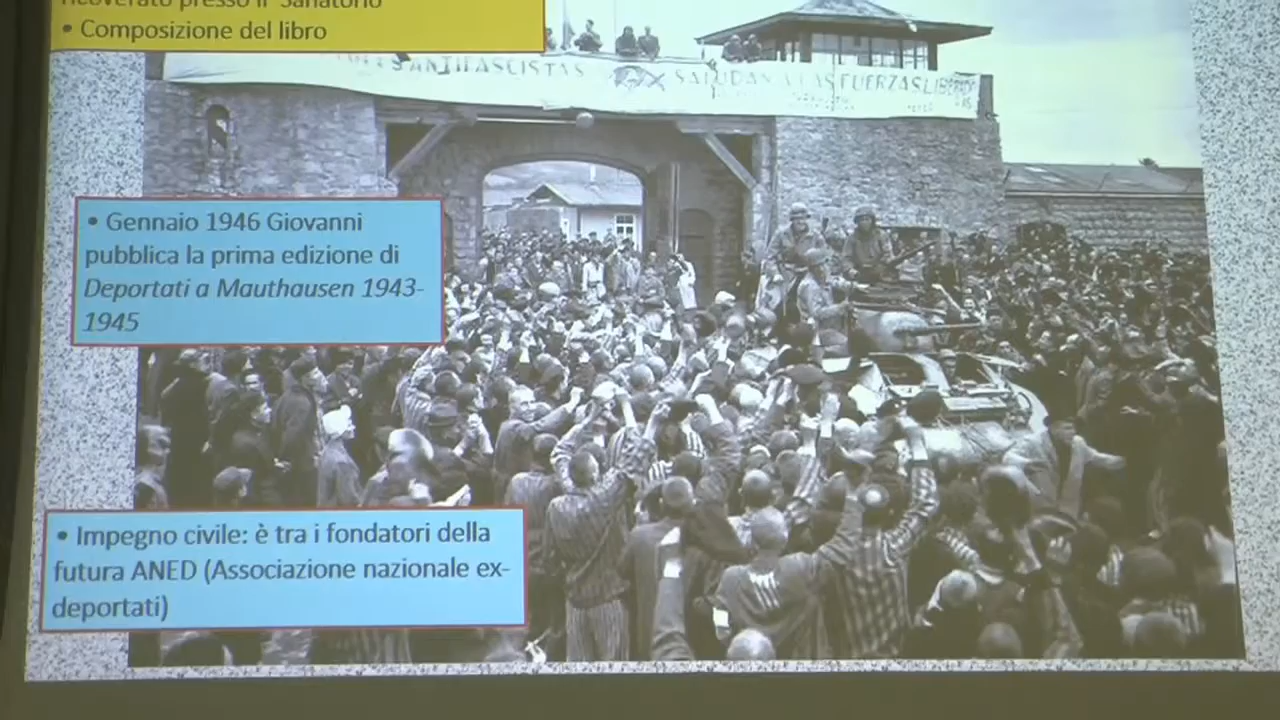 ricoverato presso il Sanatorio
• Composizione del libro
ANTIFASCISTAS SALUDAN A LAS FUERZAS
• Gennaio 1946 Giovanni
pubblica la prima edizione di
Deportati a Mauthausen 1943-
1945
• Impegno civile: è tra i fondatori della
futura ANED (Associazione nazionale ex-
deportati)